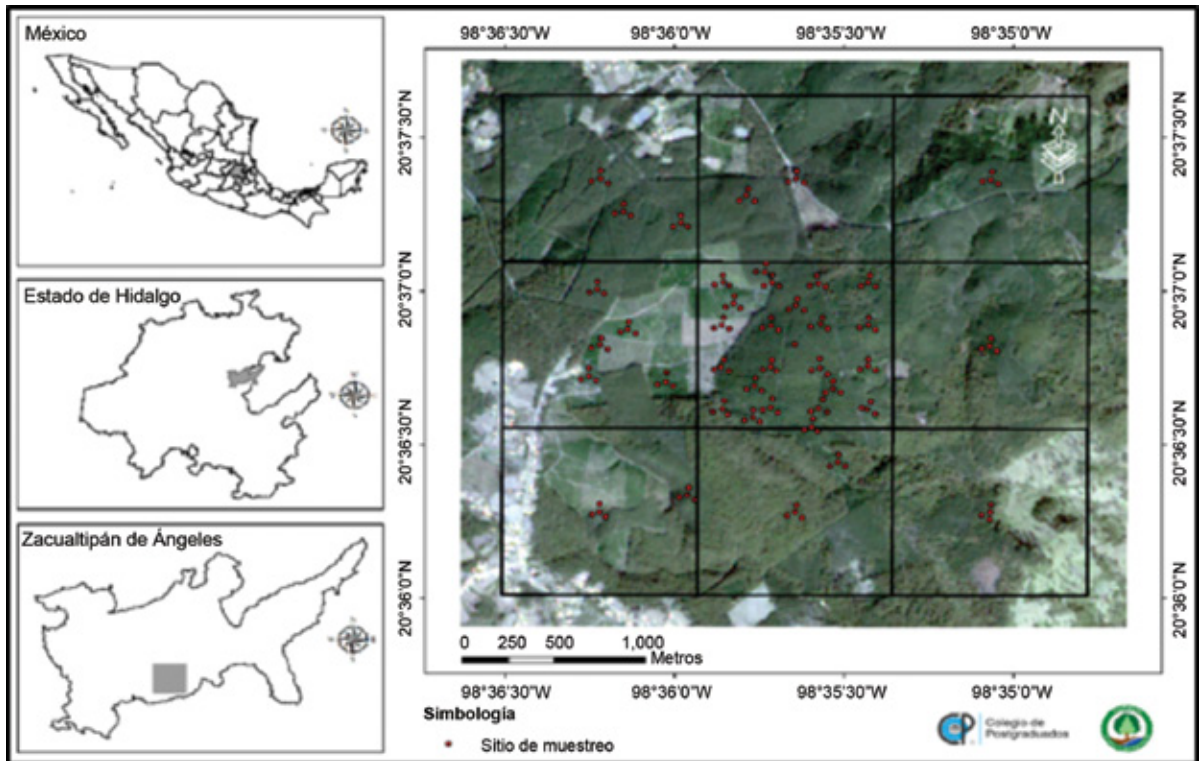 México
Estado de Hidalgo
Zacualtipán de Ángeles
98°36'30"W 98°36'0"W 98°35'30"W 98°35'0"W
20°37'30"N
20°37'0"N
20°36'30"N
20°36'0"N
N
20°37'30"N
20°37'0"N
20°36'30"N
20°36'0"N
0 250 500 1,000
Metros
98°36'30"W 98°36'0"W 98°35'30"W 98°35'0"W
Simbología
Sitio de muestreo
CP
Colegio de
Postgraduados